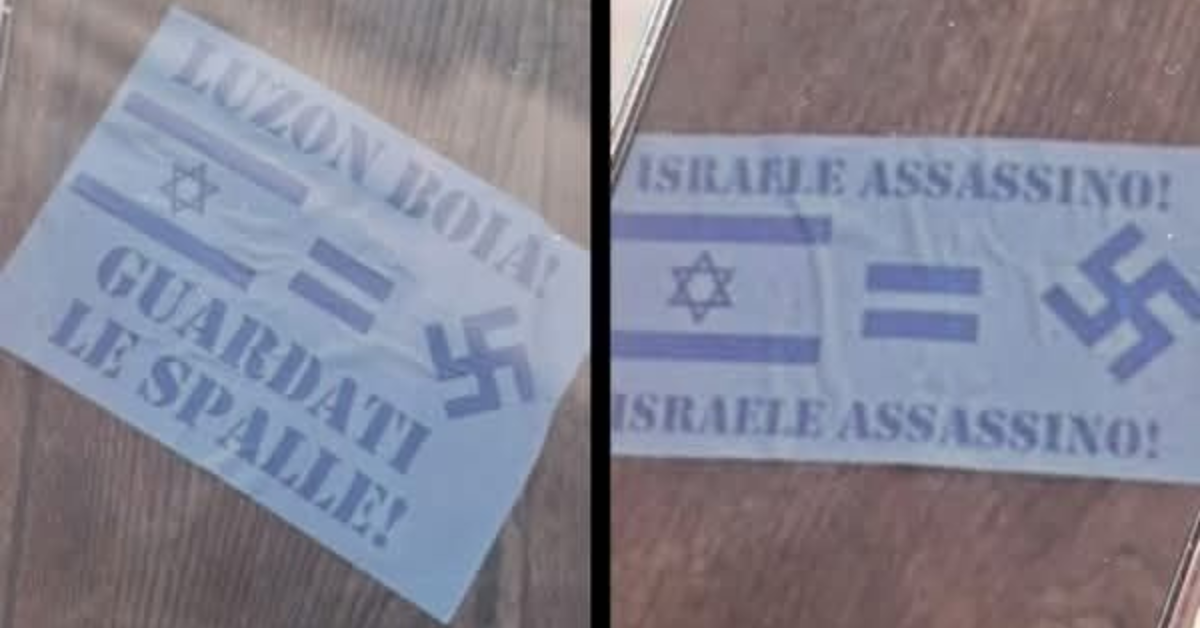 LUZON BOIA!
=
GUARDATI
LE SPALLE!
ISRAELE ASSASSINO!
=
ISRAELE ASSASSINO!